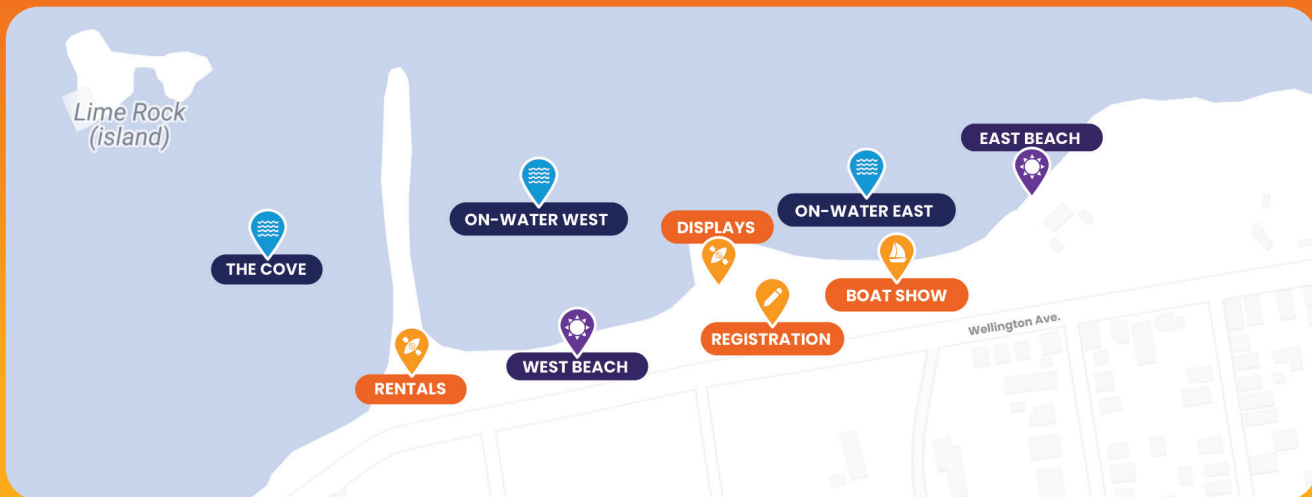 Lime Rock
(island)
EAST BEACH
ON-WATER WEST
ON-WATER EAST
DISPLAYS
THE COVE
BOAT SHOW
Wellington Ave.
REGISTRATION
WEST BEACH
RENTALS